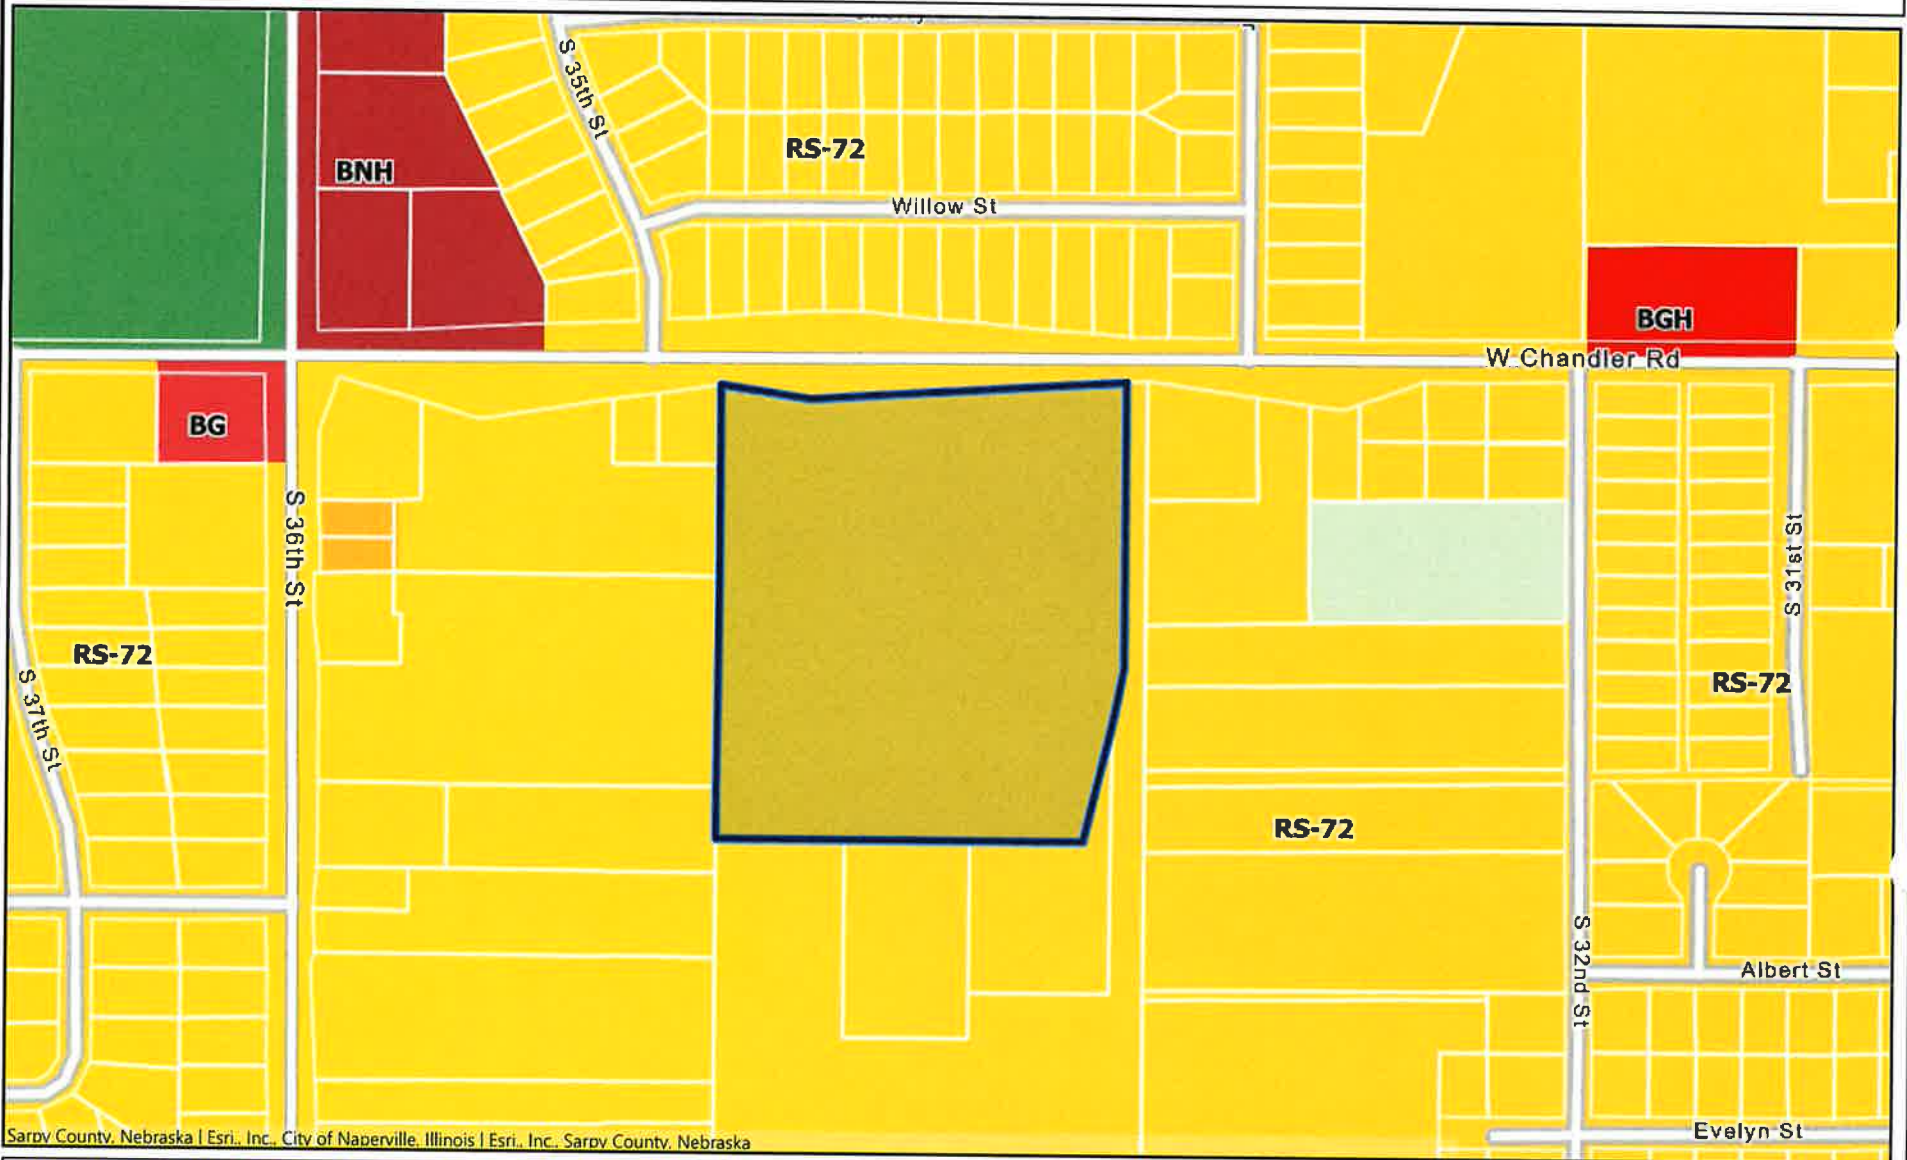 S 35th St
RS-72
BNH
Willow St
BGH
W Chandler Rd
BG
S 36th St
S 31st St
RS-72
S 37th St
RS-72
RS-72
S 32nd St
Albert St
Evelyn St
Sarpy County, Nebraska | Esri., Inc., City of Naperville, Illinois | Esri., Inc., Sarpy County, Nebraska